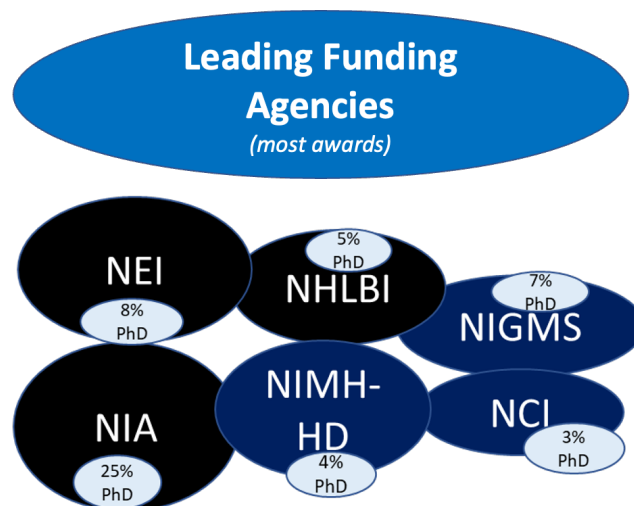 Leading Funding
Agencies
(most awards)
NEI
8%
PhD
5%
PhD
NHLBI
7%
PhD
NIGMS
NIA
25%
PhD
NIMH-
HD
4%
PhD
NCI
3%
PhD